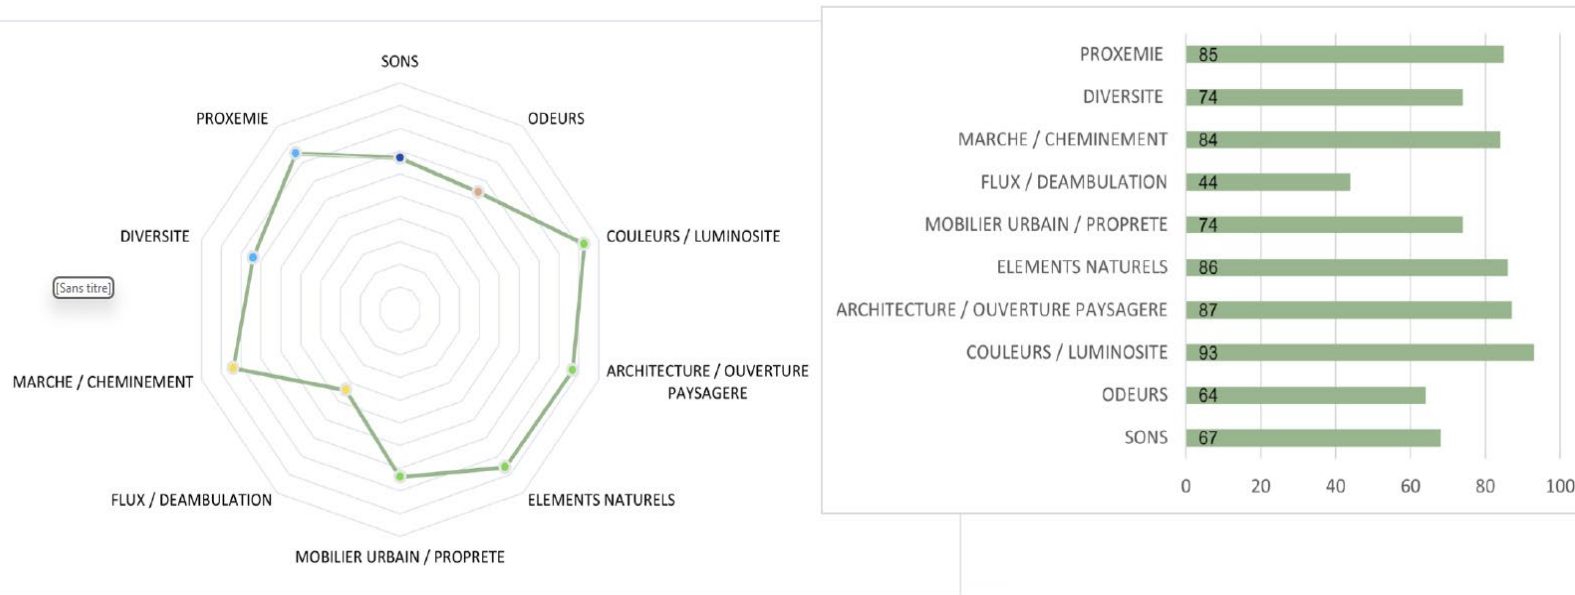 SONS
PROXEMIE
ODEURS
DIVERSITE
COULEURS / LUMINOSITE
[Sans titre]
MARCHE / CHEMINEMENT
ARCHITECTURE / OUVERTURE
PAYSAGERE
FLUX / DEAMBULATION
ELEMENTS NATURELS
MOBILIER URBAIN / PROPRETE
PROXEMIE 85
DIVERSITE 74
MARCHE / CHEMINEMENT 84
FLUX / DEAMBULATION 44
MOBILIER URBAIN / PROPRETE 74
ELEMENTS NATURELS 86
ARCHITECTURE / OUVERTURE PAYSAGERE 87
COULEURS / LUMINOSITE 93
ODEURS 64
SONS 67
0 20 40 60 80 100